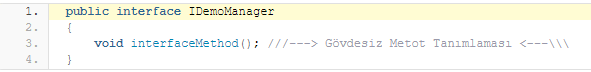 1. public interface IDemoManager
2. {
3. void interfaceMethod(); ///---> Gövdesiz Metot Tanımlaması <---\\\
4. }